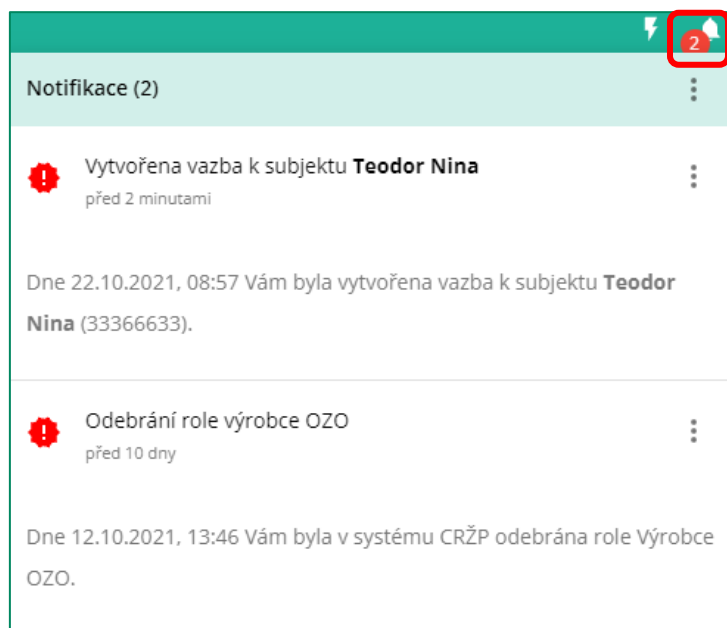 2
Notifikace (2)
Vytvořena vazba k subjektu Teodor Nina
před 2 minutami
Dne 22.10.2021, 08:57 Vám byla vytvořena vazba k subjektu Teodor
Nina (33366633).
Odebrání role výrobce OZO
před 10 dny
Dne 12.10.2021, 13:46 Vám byla v systému CRŽP odebrána role Výrobce
OZO.